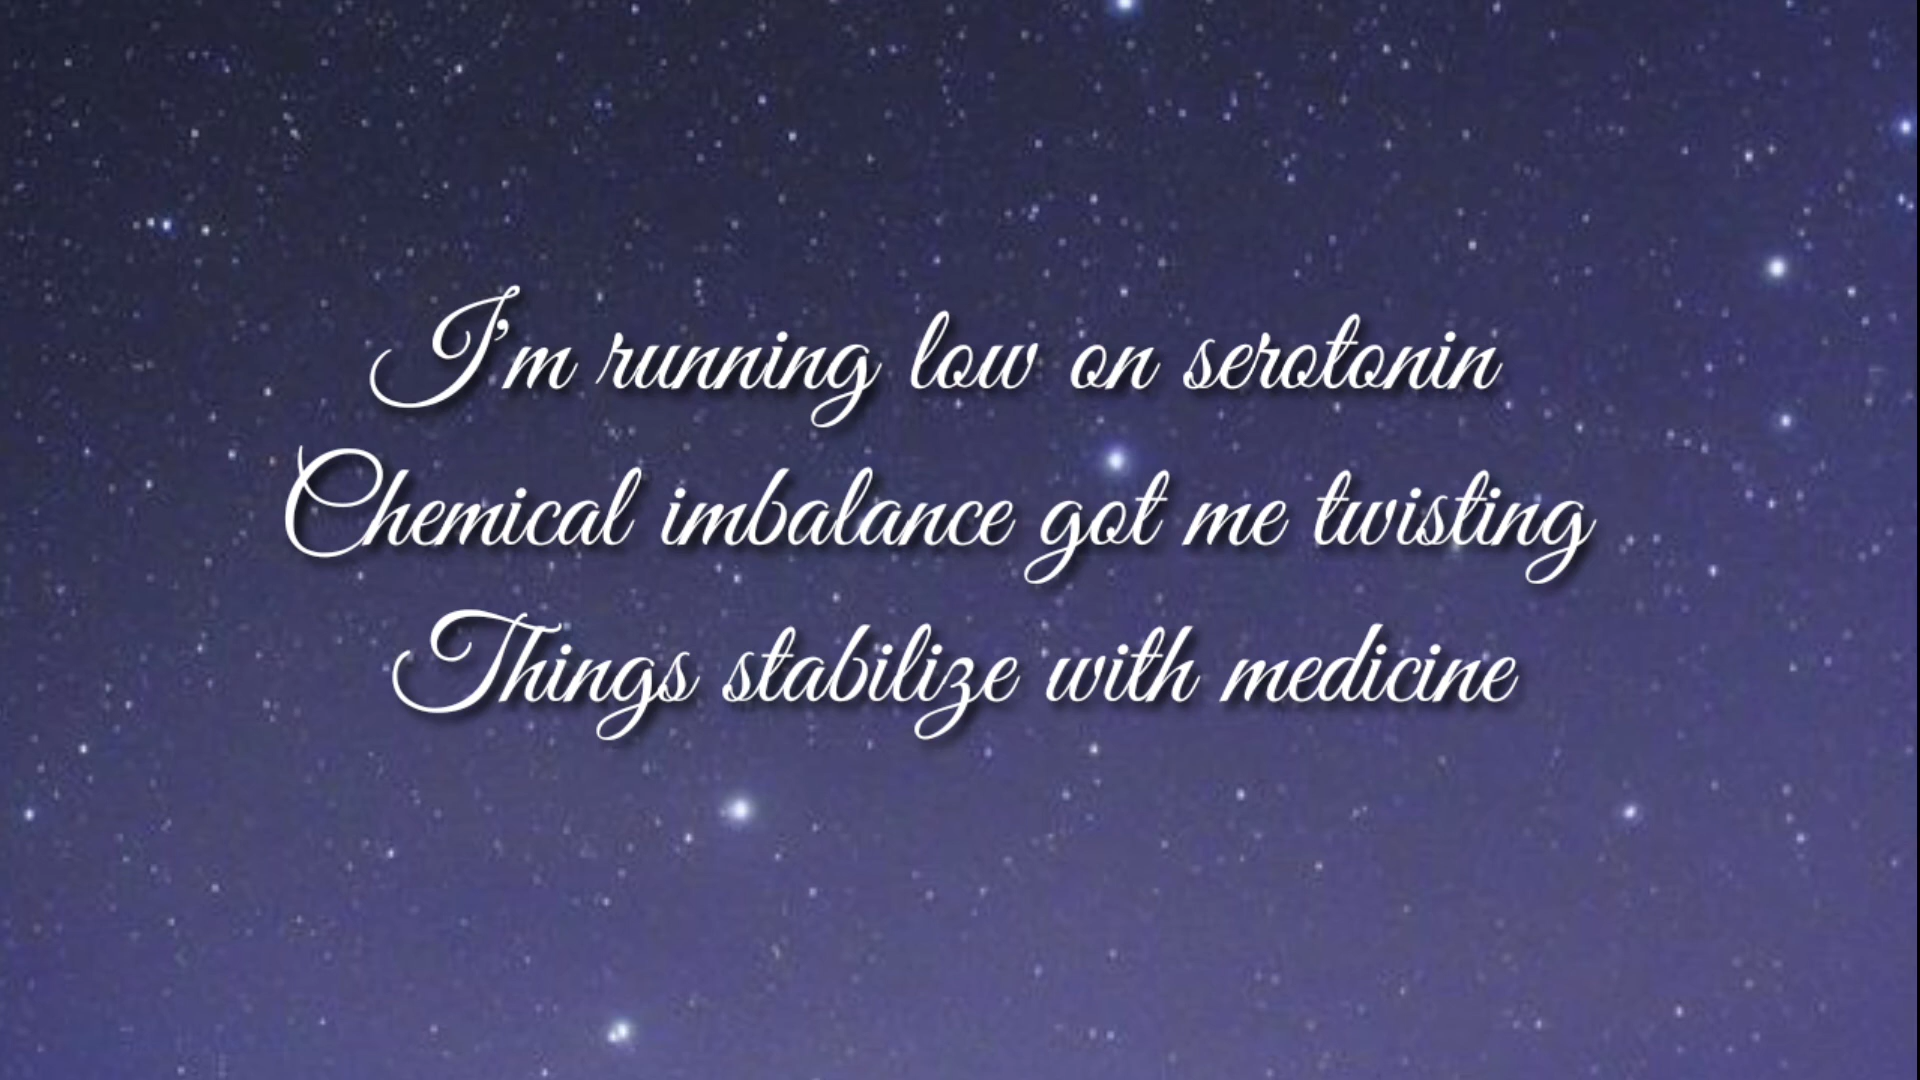 I'm running low on serotonin
Chemical imbalance got me twisting
Things stabilize with medicine